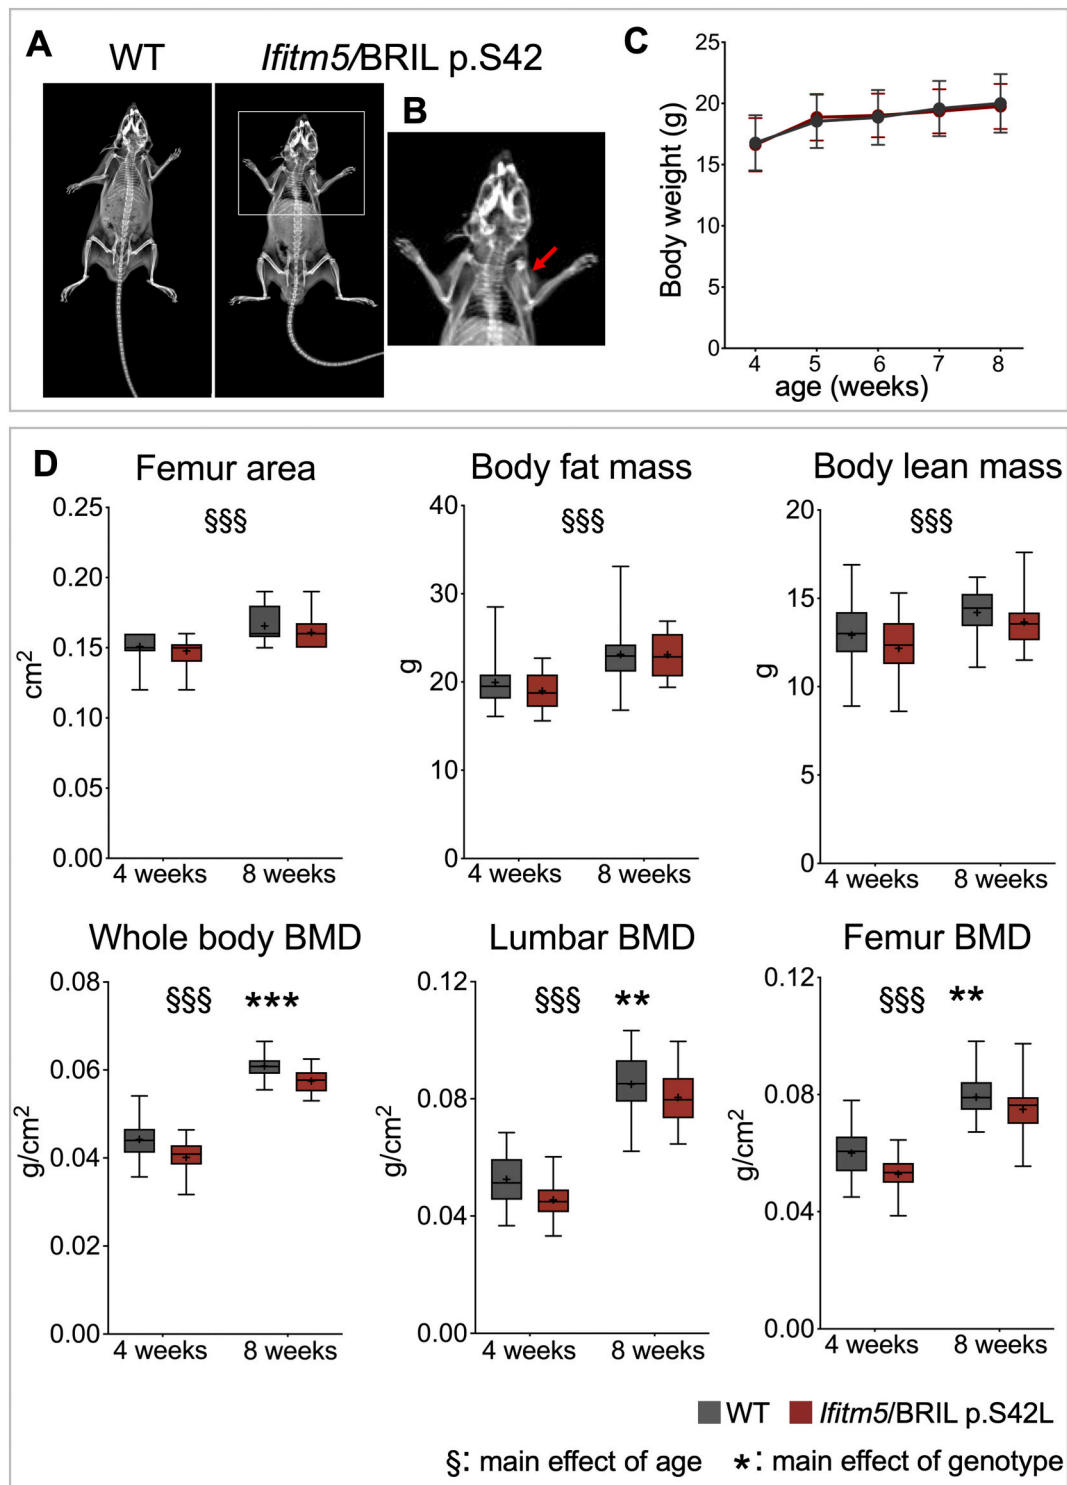 A
WT
Ifitm5/BRIL p.S42
B
C
Body weight (g)
25
20
15
10
5
0
4 5 6 7 8
age (weeks)
D
Femur area
§§§
cm2
0.25
0.20
0.15
0.10
0.05
0.00
4 weeks 8 weeks
Body fat mass
§§§
g
40
30
20
10
0
4 weeks 8 weeks
Body lean mass
§§§
g
20
15
10
5
0
4 weeks 8 weeks
Whole body BMD
§§§ ***
g/cm2
0.08
0.06
0.04
0.02
0.00
4 weeks 8 weeks
Lumbar BMD
§§§ **
g/cm2
0.12
0.08
0.04
0.00
4 weeks 8 weeks
Femur BMD
§§§ **
g/cm2
0.12
0.08
0.04
0.00
4 weeks 8 weeks
WT Ifitm5/BRIL p.S42L
§: main effect of age *: main effect of genotype